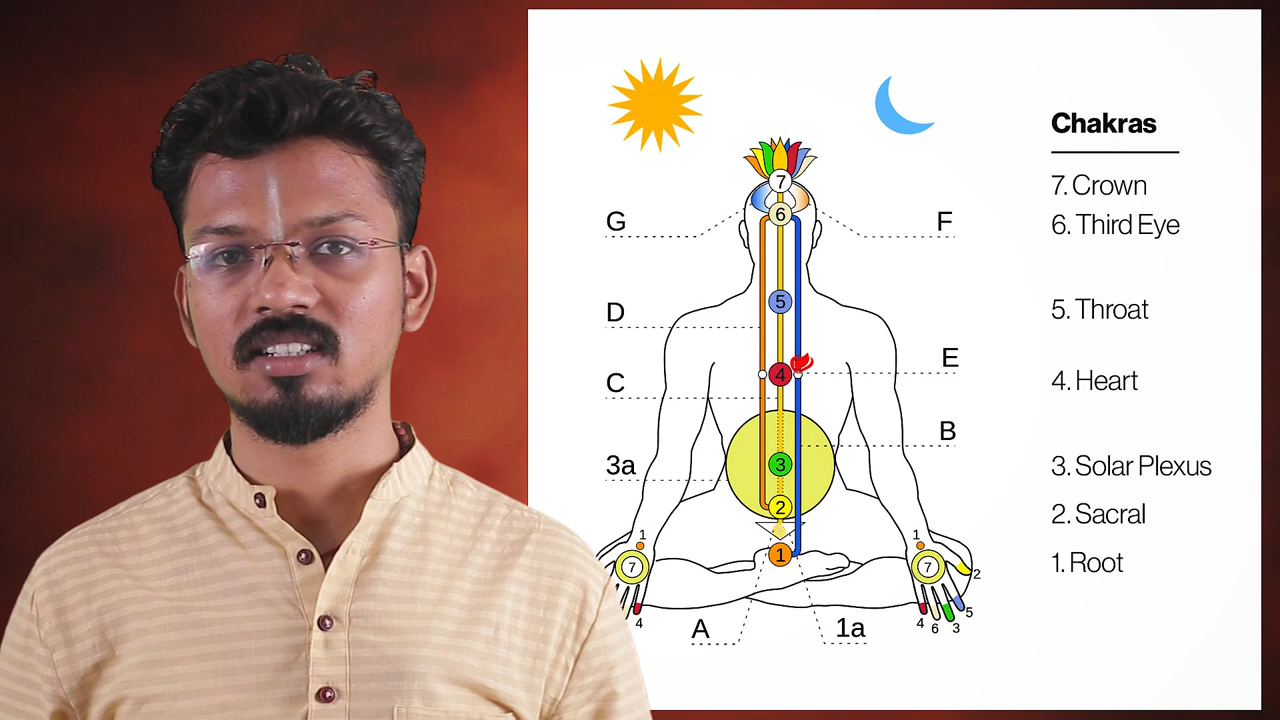 Chakras
7. Crown
6. Third Eye
5. Throat
4. Heart
3. Solar Plexus
2. Sacral
1. Root
7
6
5
4
3
2
1
G
F
D
E
C
B
3a
A
1a
1
7
4
1
7
2
5
3
6
4